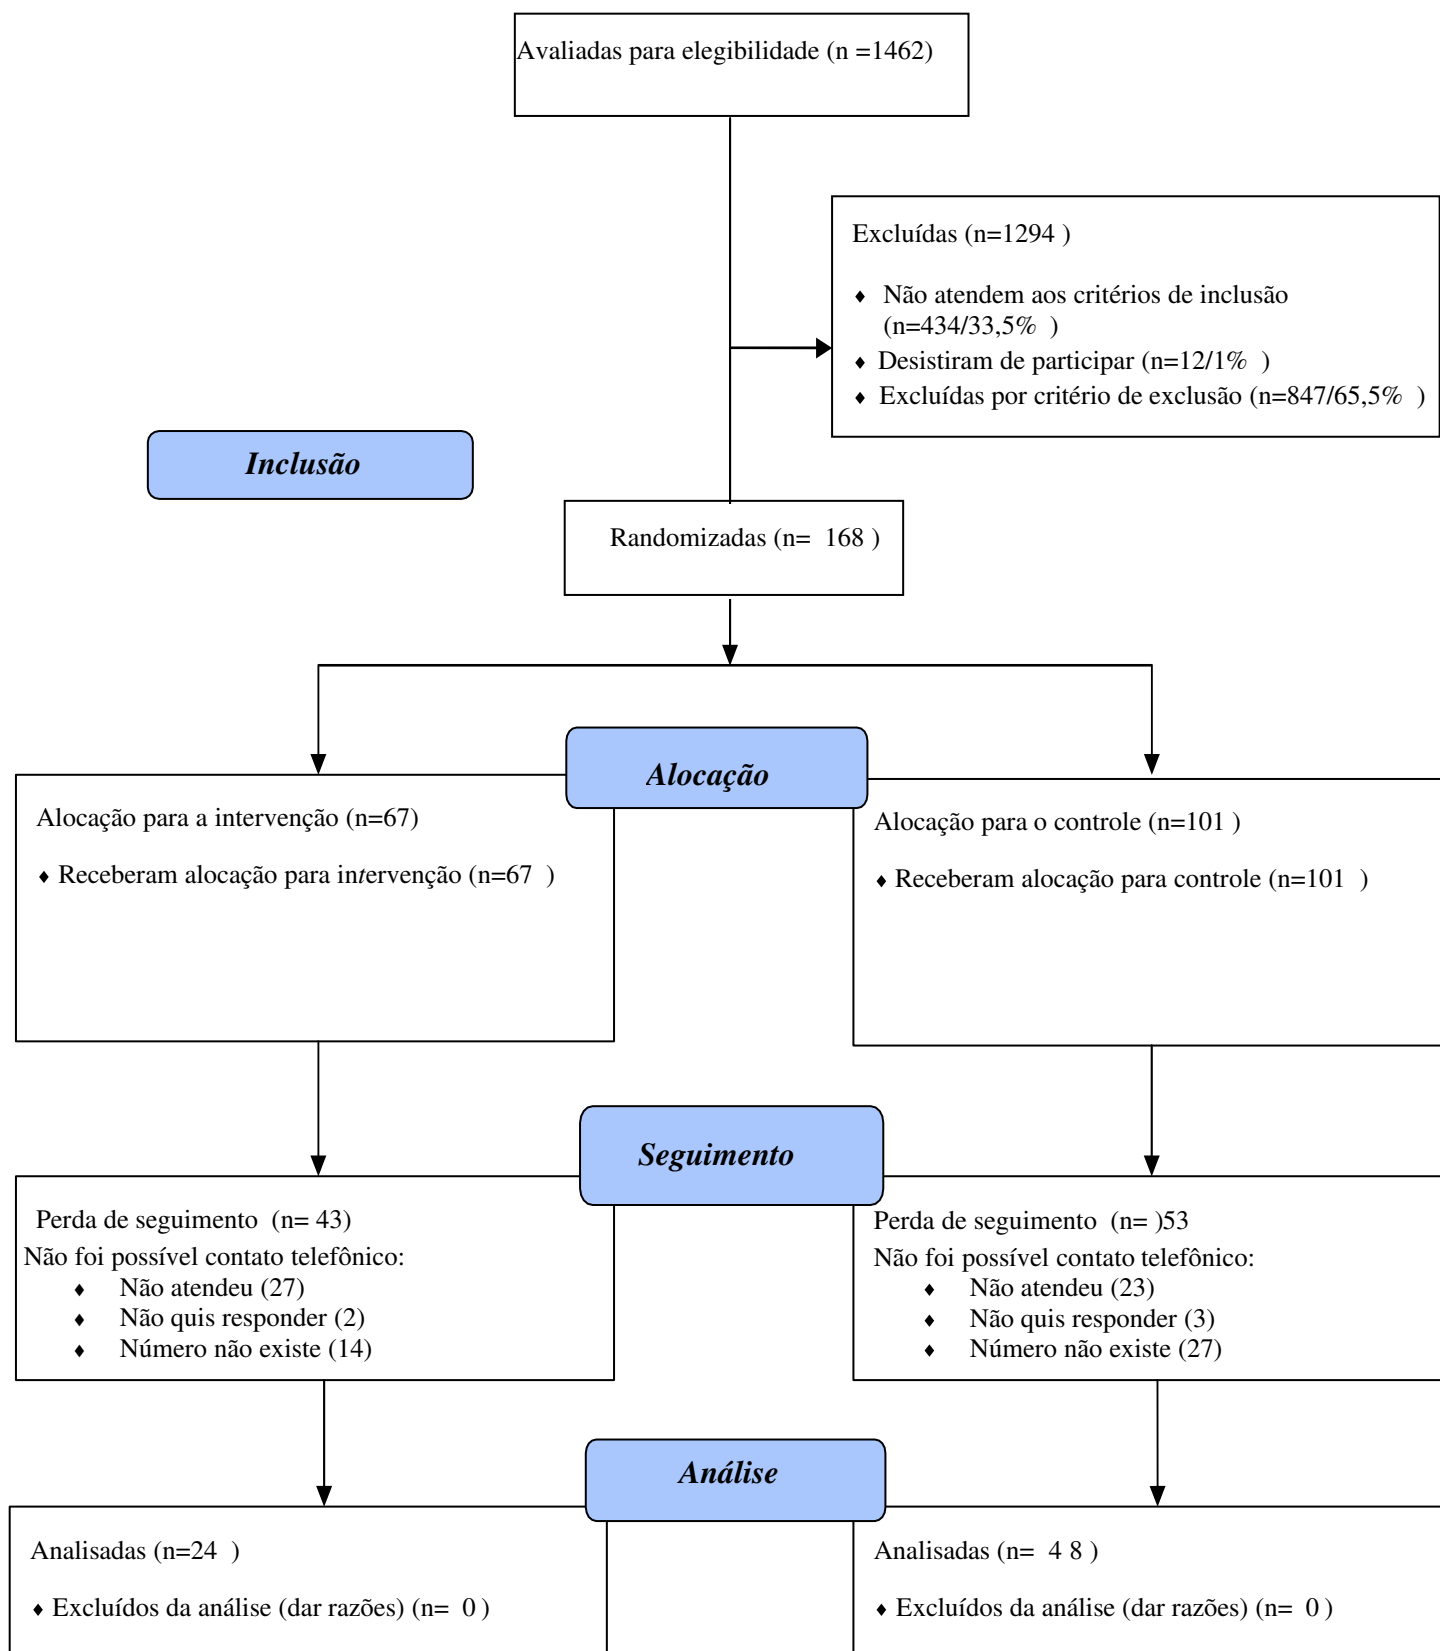 Avaliadas para elegibilidade (n =1462)
Excluídas (n=1294 )
♦ Não atendem aos critérios de inclusão
(n=434/33,5% )
♦ Desistiram de participar (n=12/1% )
♦ Excluídas por critério de exclusão (n=847/65,5% )
Inclusão
Randomizadas (n= 168 )
Alocação
Alocação para a intervenção (n=67)
♦ Receberam alocação para intervenção (n=67 )
Alocação para o controle (n=101 )
♦ Receberam alocação para controle (n=101 )
Seguimento
Perda de seguimento (n= 43)
Não foi possível contato telefônico:
♦ Não atendeu (27)
♦ Não quis responder (2)
♦ Número não existe (14)
Perda de seguimento (n= )53
Não foi possível contato telefônico:
♦ Não atendeu (23)
♦ Não quis responder (3)
♦ Número não existe (27)
Análise
Analisadas (n=24 )
♦ Excluídos da análise (dar razões) (n= 0 )
Analisadas (n= 4 8 )
♦ Excluídos da análise (dar razões) (n= 0 )